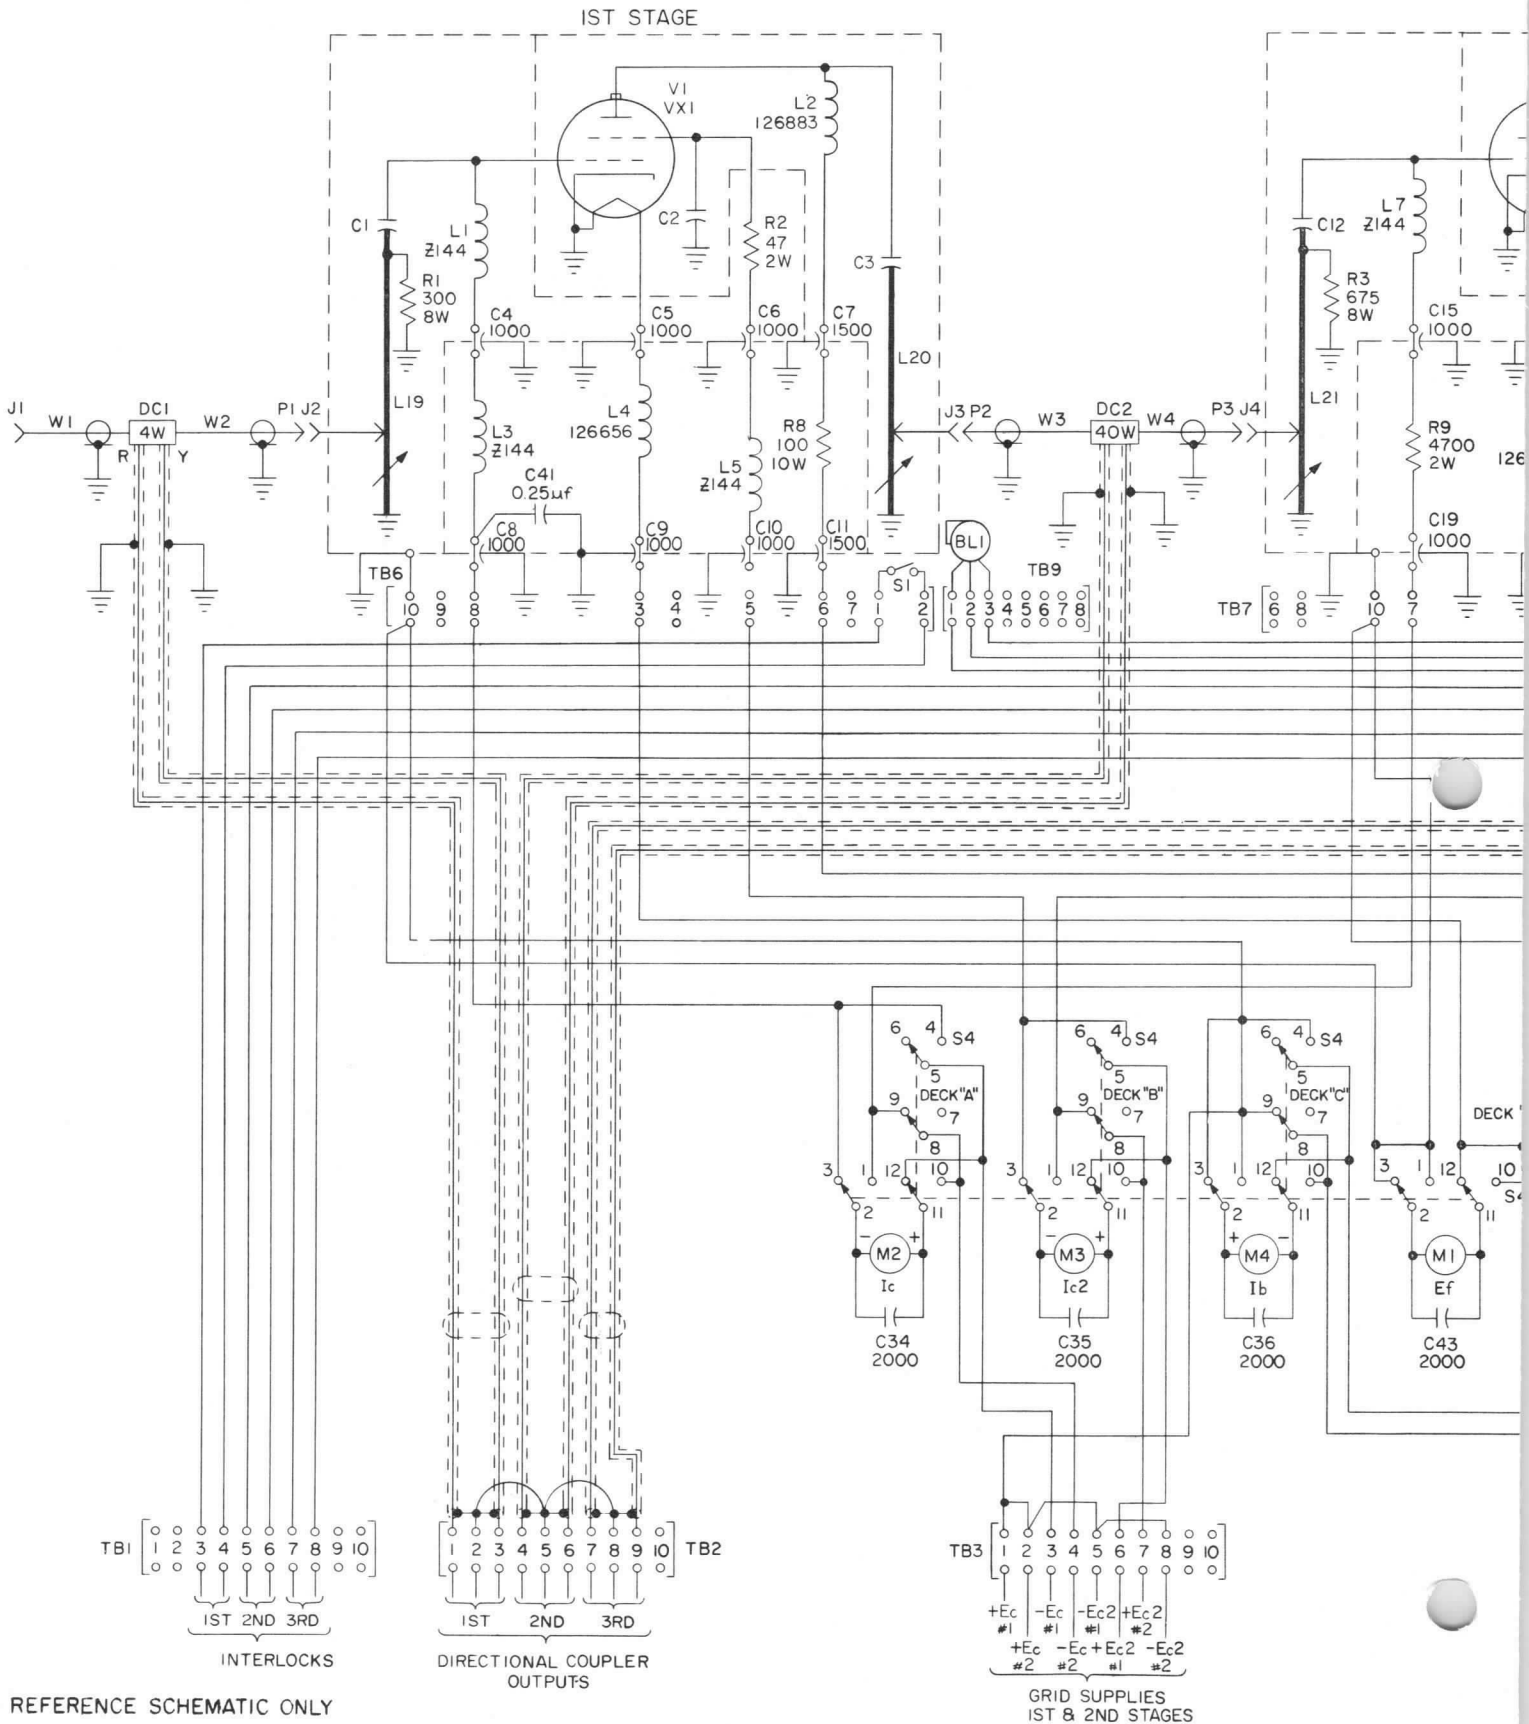 1ST STAGE
V1
VX1
L2
126883
C1
L1
Z144
C2
R2
47
2W
C3
R1
300
8W
C4
1000
C5
1000
C6
1000
C7
1500
L20
C12
L7
Z144
R3
675
8W
C15
1000
L21
J1
W1
DC1
4W
W2
P1 J2
L19
R
Y
L3
Z144
L4
126656
L5
Z144
R8
100
10W
J3 P2
W3
DC2
40W
W4
P3 J4
R9
4700
2W
126
C41
0.25µf
C8
1000
C9
1000
C10
1000
C11
1500
C19
1000
BL1
S1
TB6
10 9 8 3 4 5 6 7 1 2
TB9
1 2 3 4 5 6 7 8
TB7
6 8 10 7
6 4 S4
5
DECK "A"
9 7
8
3 1 12 10
2 11
- M2 +
Ic
C34
2000
6 4 S4
5
DECK "B"
9 7
8
3 1 12 10
2 11
- M3 +
Ic2
C35
2000
6 4 S4
5
DECK "C"
9 7
8
3 1 12 10
2 11
+ M4 -
Ib
C36
2000
DECK "
3 1 12 10
S4
2 11
M1
Ef
C43
2000
TB1
1 2 3 4 5 6 7 8 9 10
1ST 2ND 3RD
INTERLOCKS
1 2 3 4 5 6 7 8 9 10
TB2
1ST 2ND 3RD
DIRECTIONAL COUPLER
OUTPUTS
TB3
1 2 3 4 5 6 7 8 9 10
+Ec -Ec -Ec2 +Ec2
#1 #1 #1 #2
+Ec -Ec +Ec2 -Ec2
#2 #2 #1 #2
GRID SUPPLIES
1ST & 2ND STAGES
REFERENCE SCHEMATIC ONLY